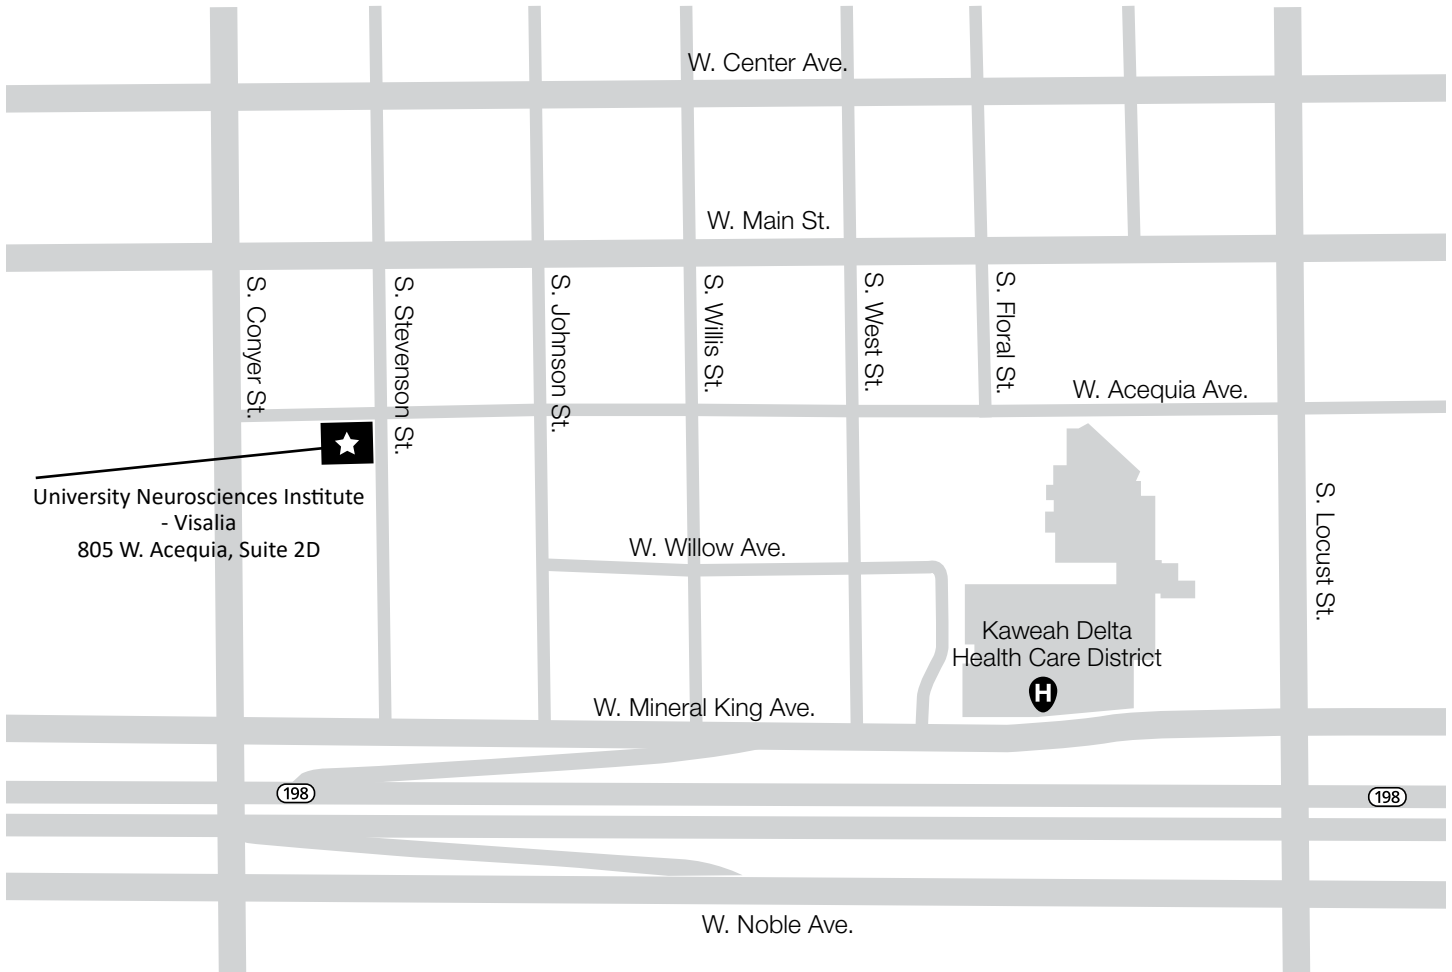 W. Center Ave.
W. Main St.
S. Conyer St.
S. Stevenson St.
S. Johnson St.
S. Willis St.
S. West St.
S. Floral St.
W. Acequia Ave.
University Neurosciences Institute
- Visalia
805 W. Acequia, Suite 2D
S. Locust St.
W. Willow Ave.
Kaweah Delta
Health Care District
H
W. Mineral King Ave.
198
198
W. Noble Ave.